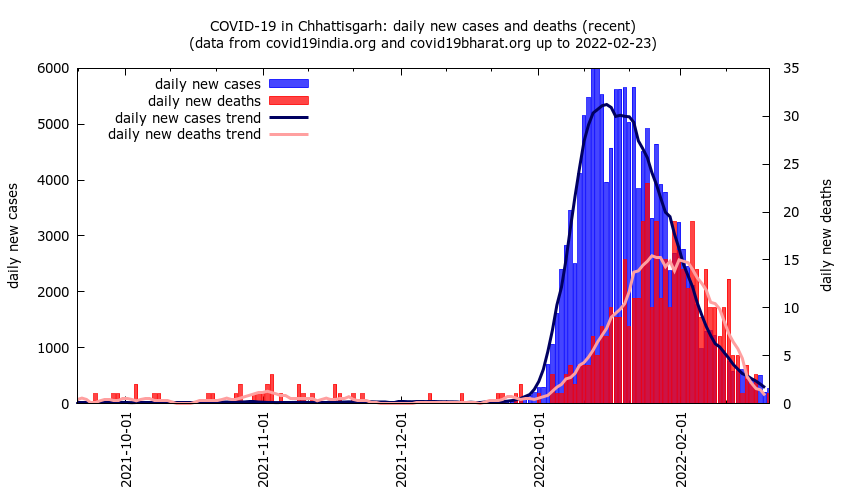 COVID-19 in Chhattisgarh: daily new cases and deaths (recent)
(data from covid19india.org and covid19bharat.org up to 2022-02-23)
daily new cases
daily new deaths
daily new cases trend
daily new deaths trend
6000
5000
4000
3000
2000
1000
0
35
30
25
20
15
10
5
0
daily new cases
daily new deaths
2021-10-01
2021-11-01
2021-12-01
2022-01-01
2022-02-01